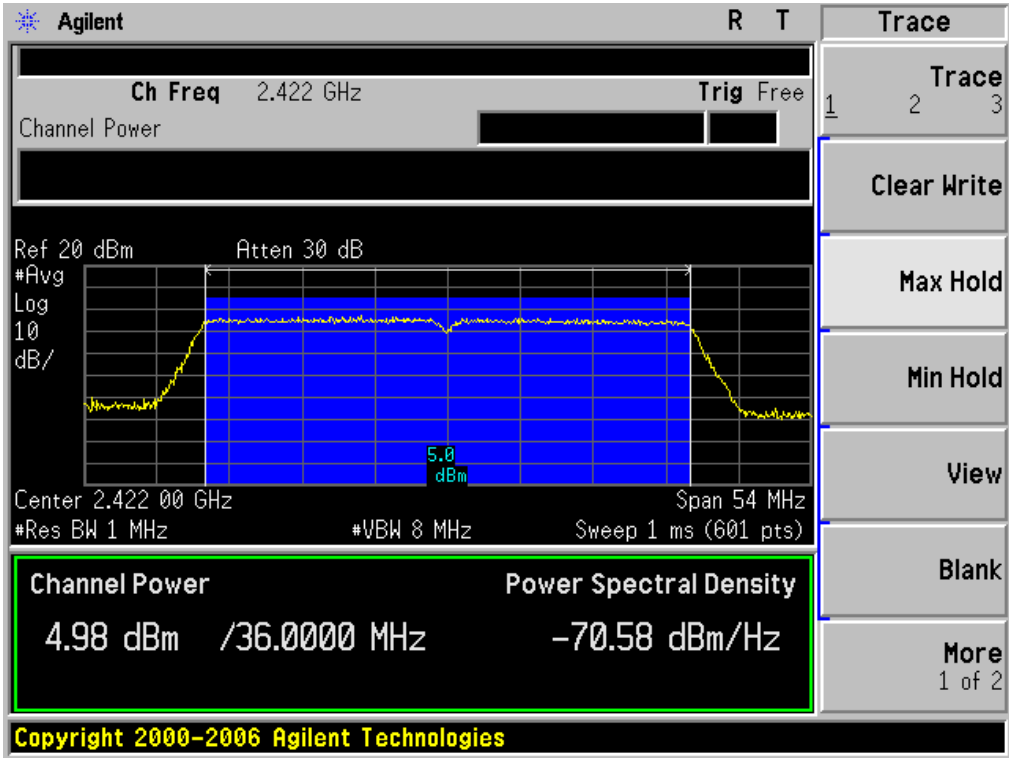 Agilent R T
Ch Freq 2.422 GHz Trig Free
Channel Power
Ref 20 dBm Atten 30 dB
#Avg
Log
10
dB/
5.0
dBm
Center 2.422 00 GHz Span 54 MHz
#Res BW 1 MHz #VBW 8 MHz Sweep 1 ms (601 pts)
Channel Power Power Spectral Density
4.98 dBm /36.0000 MHz -70.58 dBm/Hz
Copyright 2000-2006 Agilent Technologies
Trace
Trace
1 2 3
Clear Write
Max Hold
Min Hold
View
Blank
More
1 of 2